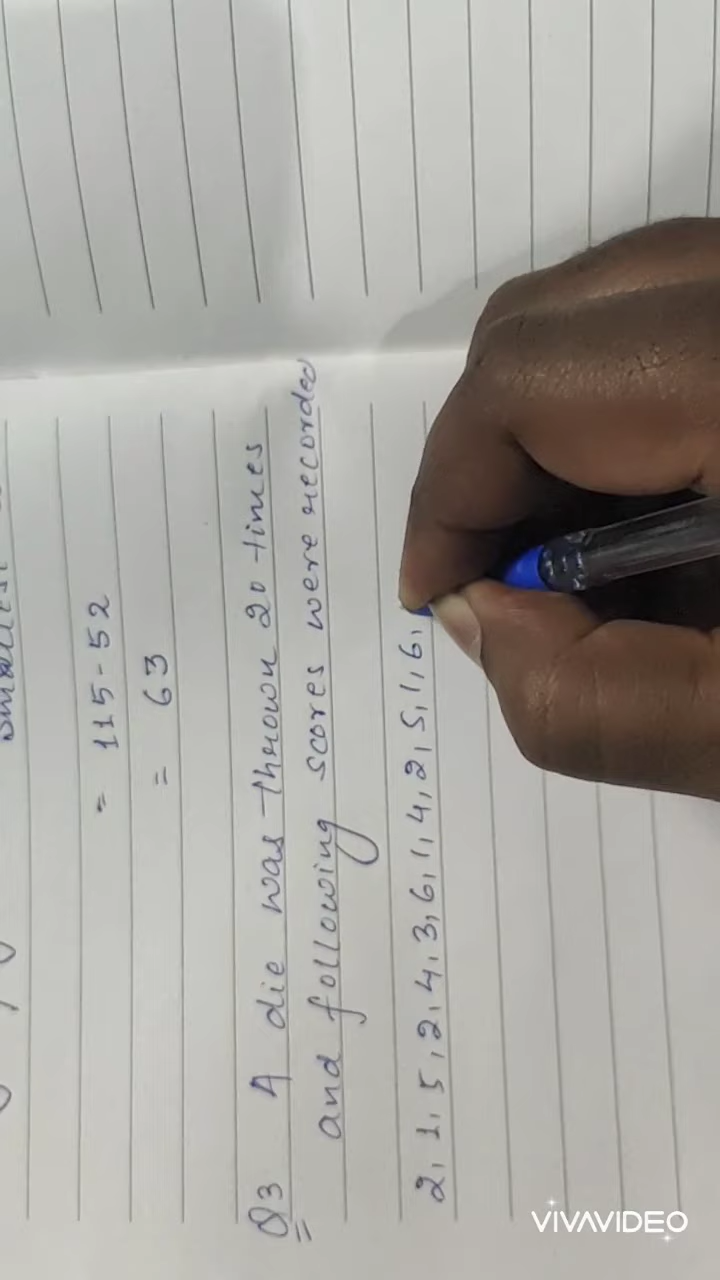 = 115-52
= 63
Q3 A die was thrown 20 times
and following scores were recorded
2, 1, 5, 2, 4, 3, 6, 1, 4, 2, 5, 1, 6,
VIVAVIDEO